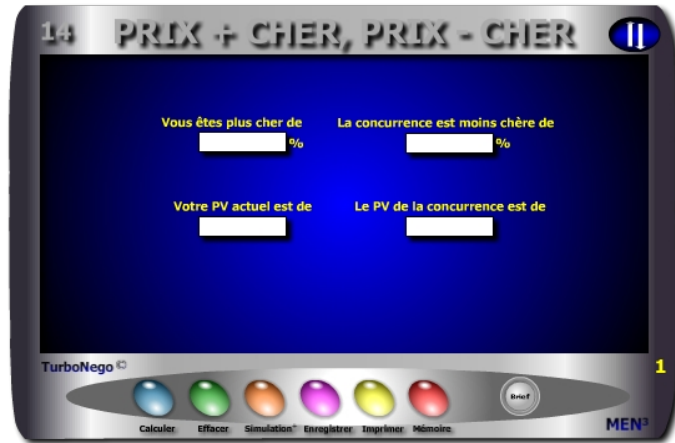 14 PRIX + CHER, PRIX - CHER
Vous êtes plus cher de La concurrence est moins chère de
% %
Votre PV actuel est de Le PV de la concurrence est de
TurboNego © 1
Brief
Calculer Effacer Simulation+ Enregistrer Imprimer Mémoire
MEN³